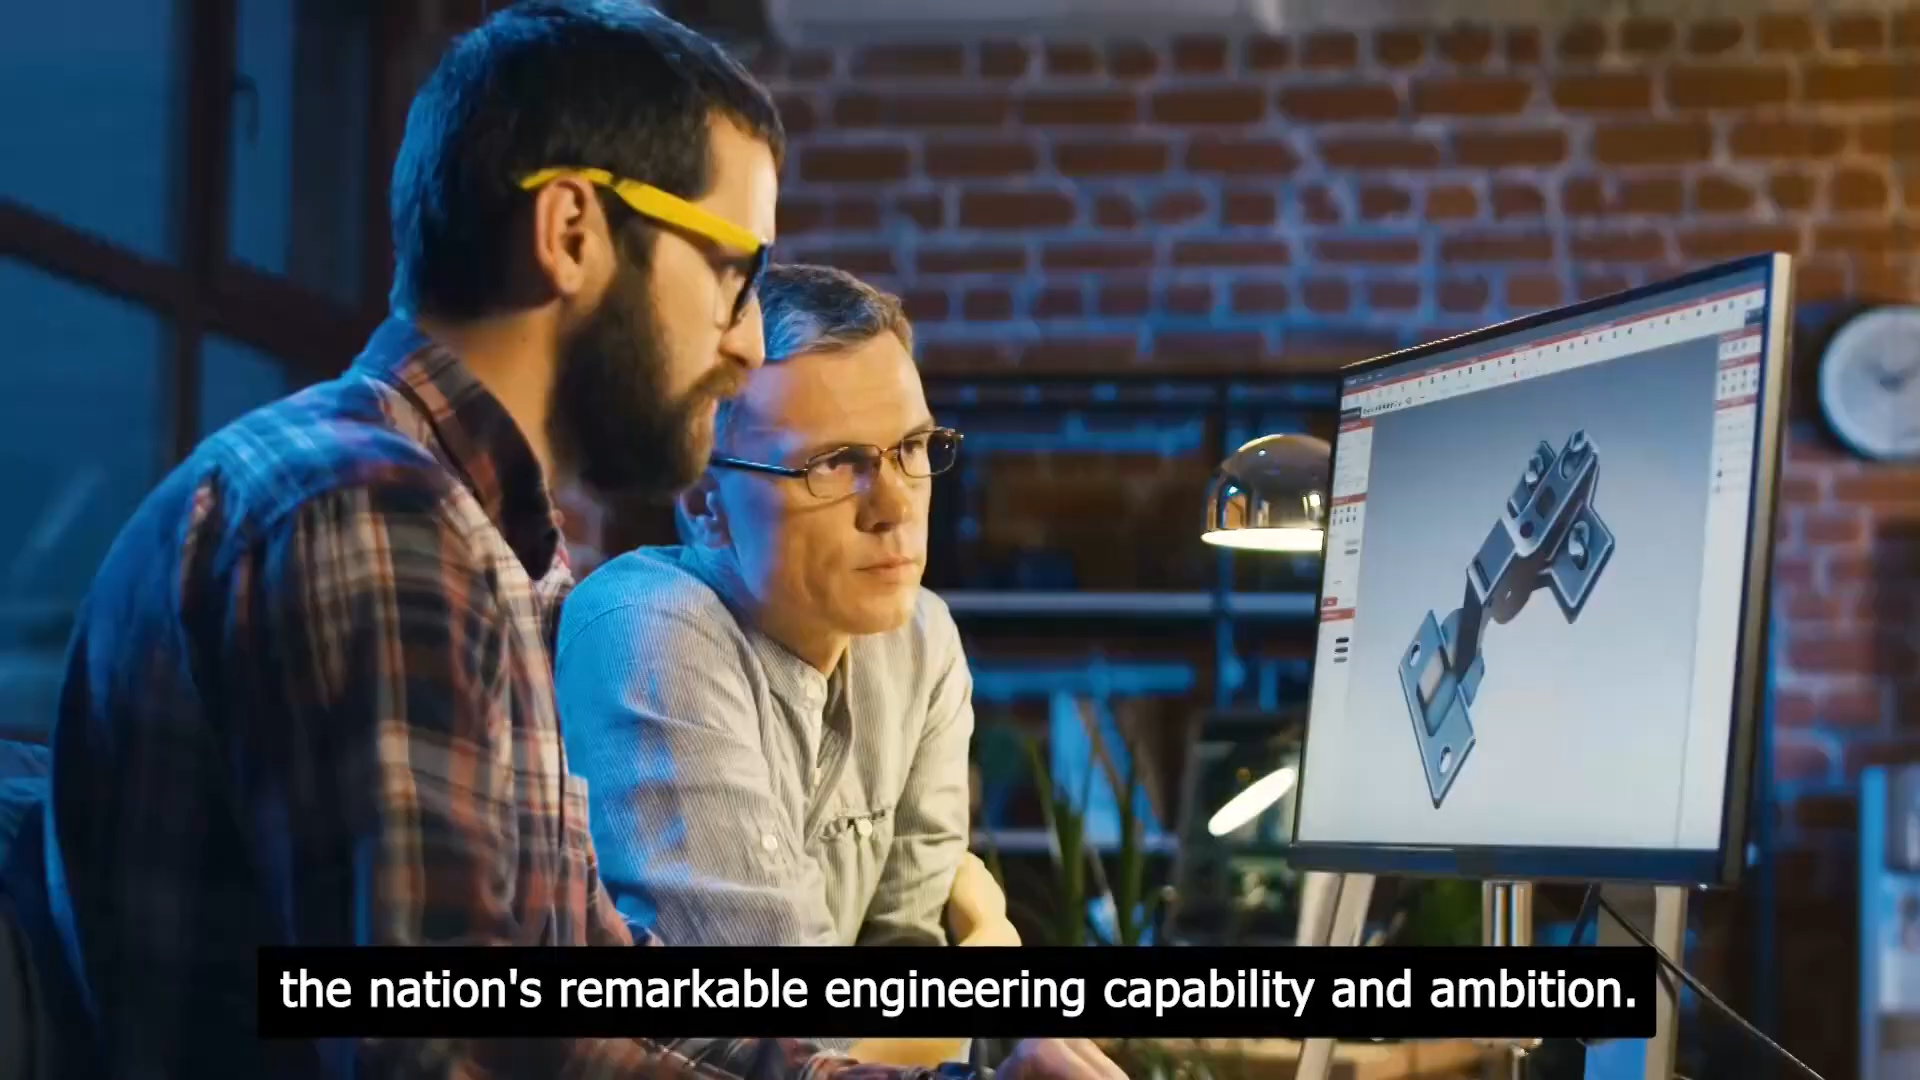 the nation's remarkable engineering capability and ambition.